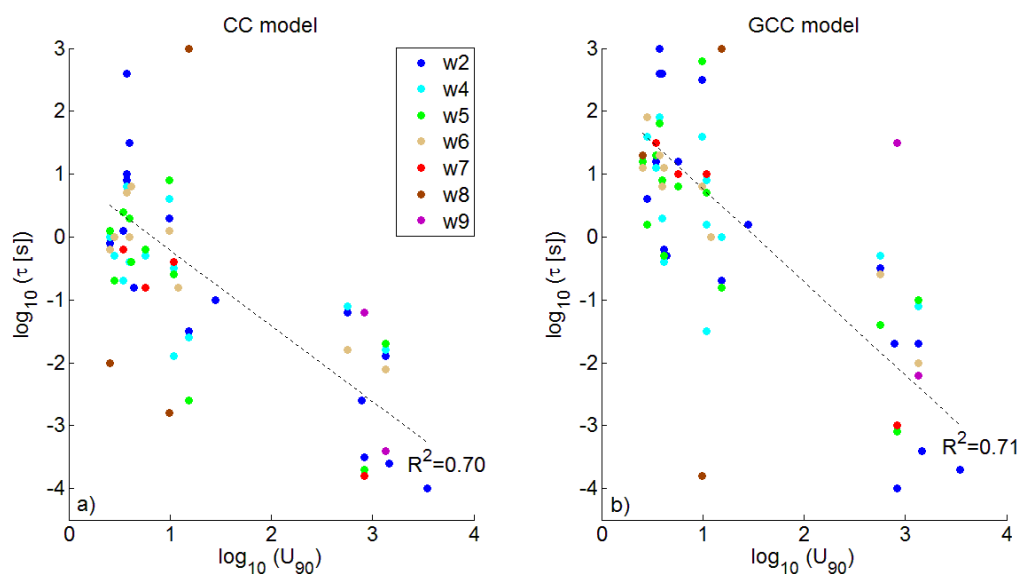 CC model
GCC model
3
2
1
0
-1
-2
-3
-4
log10 (τ [s])
w2
w4
w5
w6
w7
w8
w9
R2=0.70
a)
0
1
2
3
4
log10 (U90)
3
2
1
0
-1
-2
-3
-4
log10 (τ [s])
R2=0.71
b)
0
1
2
3
4
log10 (U90)